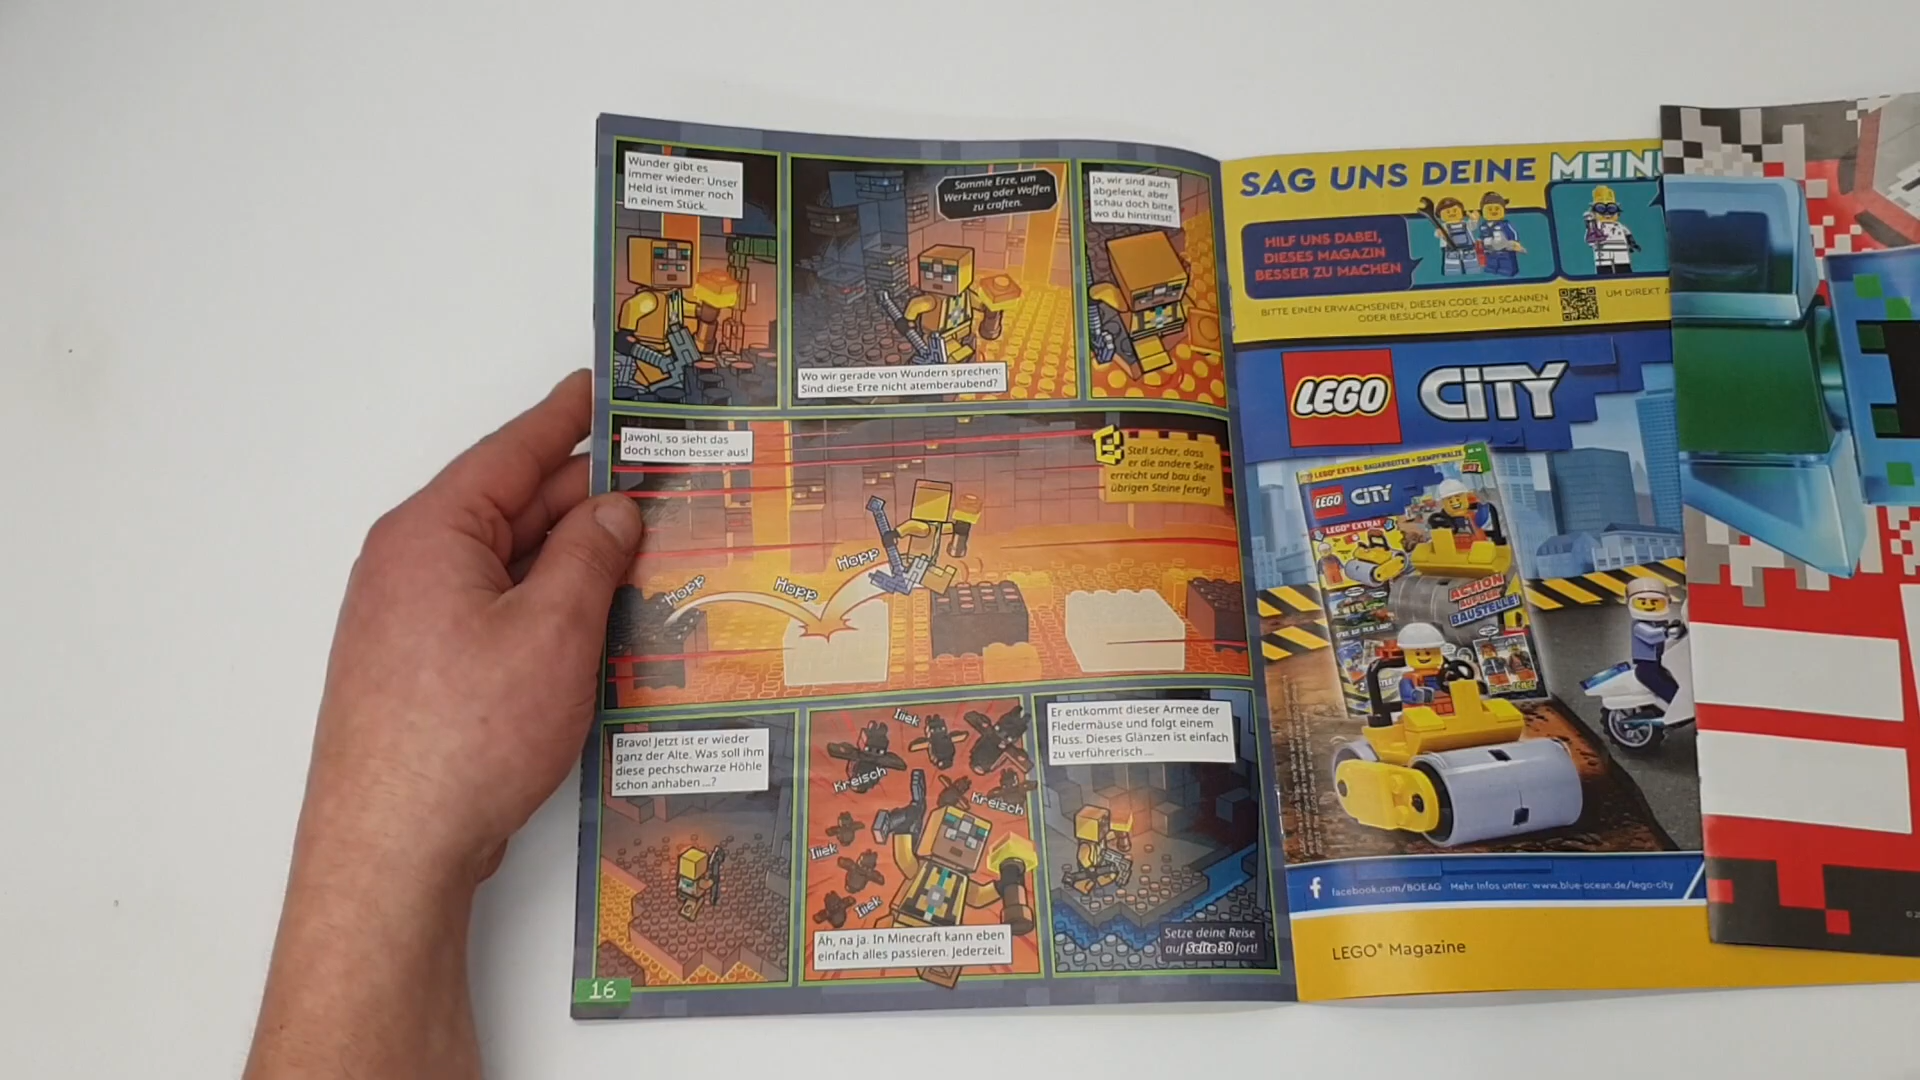 Wunder gibt es
immer wieder: Unser
Held ist immer noch
in einem Stück.
Sammle Erze, um
Werkzeug oder Waffen
zu craften.
Wo wir gerade von Wundern sprechen:
Sind diese Erze nicht atemberaubend?
Ja, wir sind auch
abgelenkt, aber
schau doch bitte,
wo du hintrittst!
Jawohl, so sieht das
doch schon besser aus!
Stell sicher, dass
er die andere Seite
erreicht und bau die
übrigen Steine fertig!
Hopp
Hopp
Hopp
Bravo! Jetzt ist er wieder
ganz der Alte. Was soll ihm
diese pechschwarze Höhle
schon anhaben ...?
Iiiek
Kreisch
Kreisch
Iiiek
Iiiek
Äh, na ja. In Minecraft kann eben
einfach alles passieren. Jederzeit.
Er entkommt dieser Armee der
Fledermäuse und folgt einem
Fluss. Dieses Glänzen ist einfach
zu verführerisch ...
Setze deine Reise
auf Seite 30 fort!
16
SAG UNS DEINE MEIN
HILF UNS DABEI,
DIESES MAGAZIN
BESSER ZU MACHEN
BITTE EINEN ERWACHSENEN, DIESEN CODE ZU SCANNEN
ODER BESUCHE LEGO.COM/MAGAZIN
UM DIREKT
LEGO CITY
LEGO® EXTRA: BAUARBEITER + DAMPFWALZE
LEGO CITY
LEGO® EXTRA!
ACTION
AUF DER
BAUSTELLE!
facebook.com/BOEAG Mehr Infos unter: www.blue-ocean.de/lego-city
LEGO® Magazine